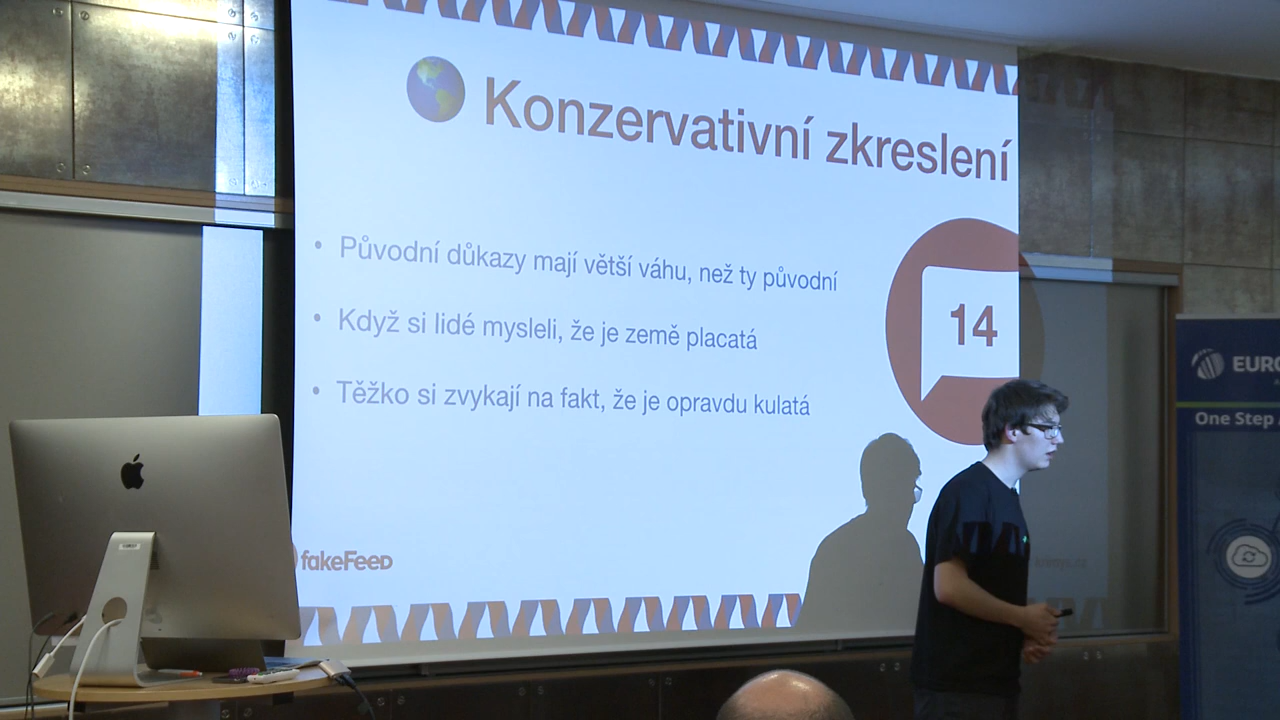 Konzervativní zkreslení
Původní důkazy mají větší váhu, než ty původní
Když si lidé mysleli, že je země placatá
Těžko si zvykají na fakt, že je opravdu kulatá
14
fakeFeed
EURO
One Step